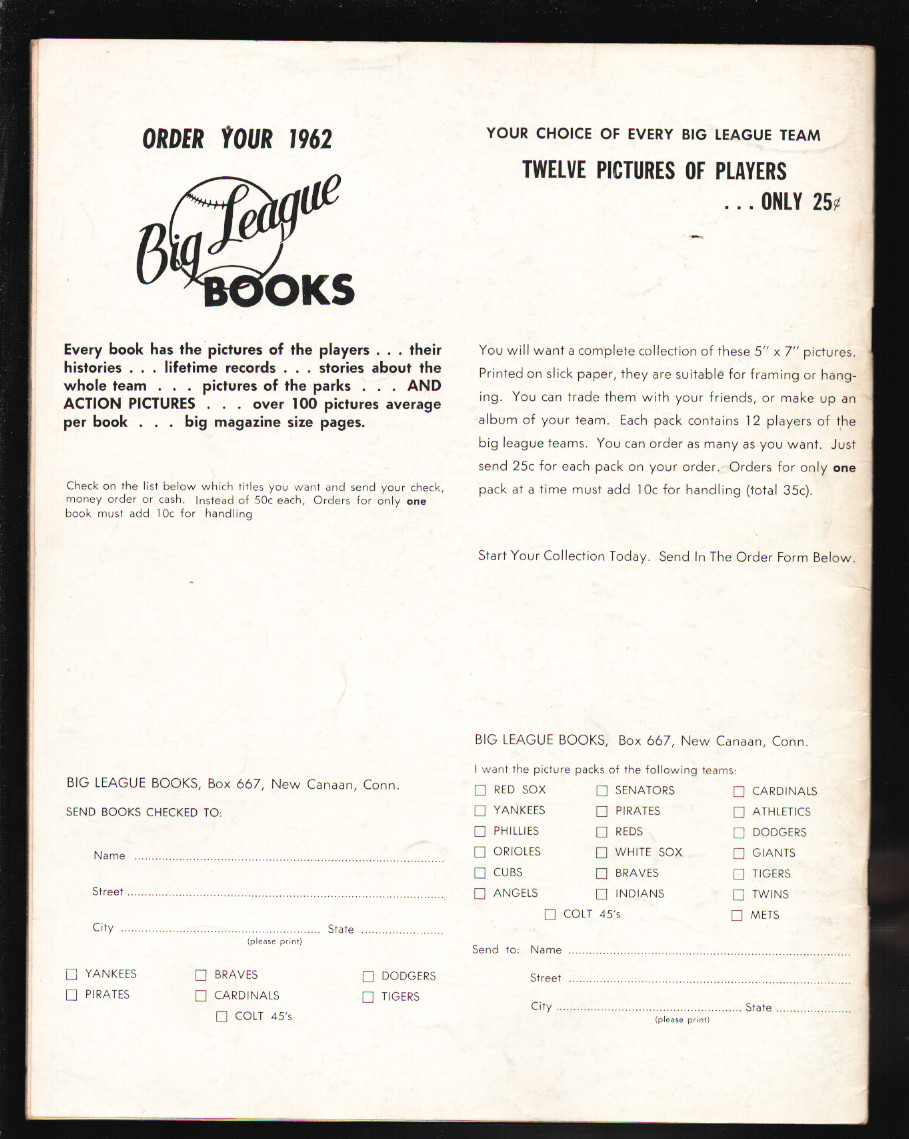 ORDER YOUR 1962
Big League
BOOKS
Every book has the pictures of the players . . . their
histories . . . lifetime records . . . stories about the
whole team . . . pictures of the parks . . . AND
ACTION PICTURES . . . over 100 pictures average
per book . . . big magazine size pages.
Check on the list below which titles you want and send your check,
money order or cash. Instead of 50c each, Orders for only one
book must add 10c for handling
BIG LEAGUE BOOKS, Box 667, New Canaan, Conn.
SEND BOOKS CHECKED TO:
Name
Street
City State
(please print)
☐ YANKEES ☐ BRAVES ☐ DODGERS
☐ PIRATES ☐ CARDINALS ☐ TIGERS
☐ COLT 45's
YOUR CHOICE OF EVERY BIG LEAGUE TEAM
TWELVE PICTURES OF PLAYERS
. . . ONLY 25¢
You will want a complete collection of these 5" x 7" pictures.
Printed on slick paper, they are suitable for framing or hang-
ing. You can trade them with your friends, or make up an
album of your team. Each pack contains 12 players of the
big league teams. You can order as many as you want. Just
send 25c for each pack on your order. Orders for only one
pack at a time must add 10c for handling (total 35c).
Start Your Collection Today. Send In The Order Form Below.
BIG LEAGUE BOOKS, Box 667, New Canaan, Conn.
I want the picture packs of the following teams:
☐ RED SOX ☐ SENATORS ☐ CARDINALS
☐ YANKEES ☐ PIRATES ☐ ATHLETICS
☐ PHILLIES ☐ REDS ☐ DODGERS
☐ ORIOLES ☐ WHITE SOX ☐ GIANTS
☐ CUBS ☐ BRAVES ☐ TIGERS
☐ ANGELS ☐ INDIANS ☐ TWINS
☐ COLT 45's ☐ METS
Send to: Name
Street
City State
(please print)